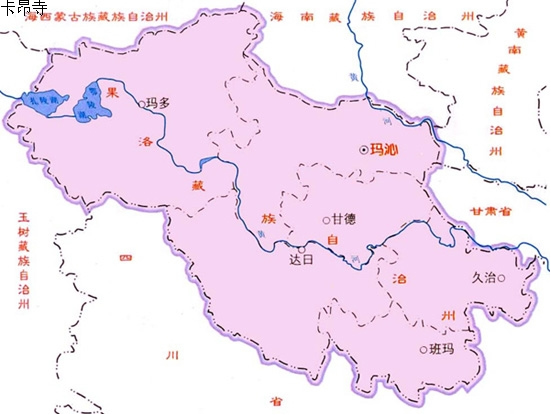 卡昂寺
海西蒙古族藏族自治州
海南藏族自治州
黄南藏族自治州
黄河
扎陵湖
鄂陵湖
果洛藏族自治州
玛多
玛沁
甘德
甘肃省
玉树藏族自治州
黄河
达日
久治
班玛
四川省